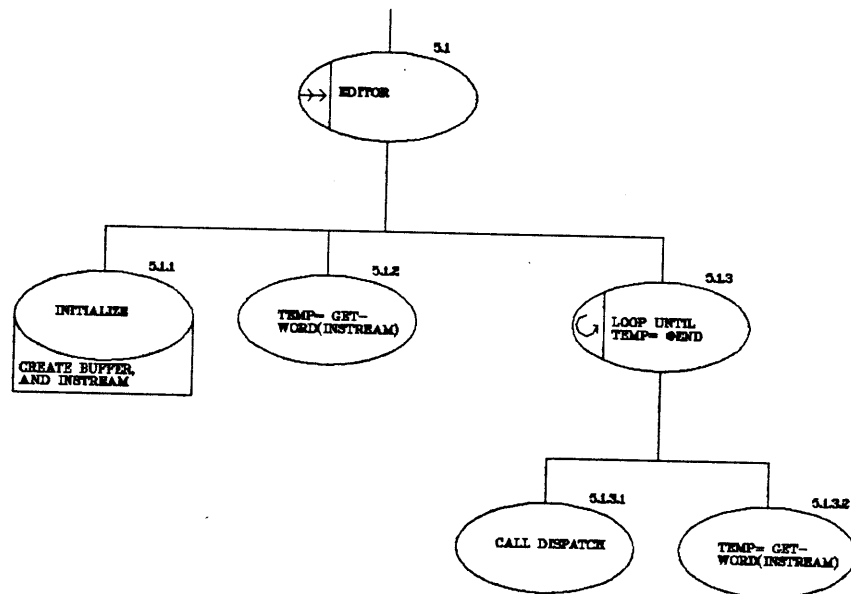 5.1
EDITOR
5.1.1
INITIALIZE
CREATE BUFFER,
AND INSTREAM
5.1.2
TEMP= GET-
WORD(INSTREAM)
5.1.3
LOOP UNTIL
TEMP= @END
5.1.3.1
CALL DISPATCH
5.1.3.2
TEMP= GET-
WORD(INSTREAM)